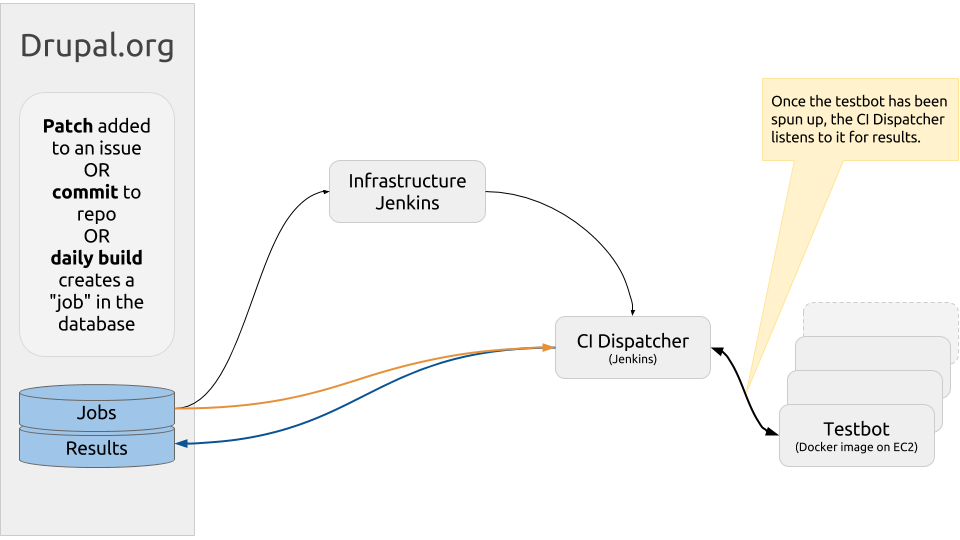 Drupal.org
Patch added
to an issue
OR
commit to
repo
OR
daily build
creates a
"job" in the
database
Jobs
Results
Infrastructure
Jenkins
CI Dispatcher
(Jenkins)
Once the testbot has been
spun up, the CI Dispatcher
listens to it for results.
Testbot
(Docker image on EC2)